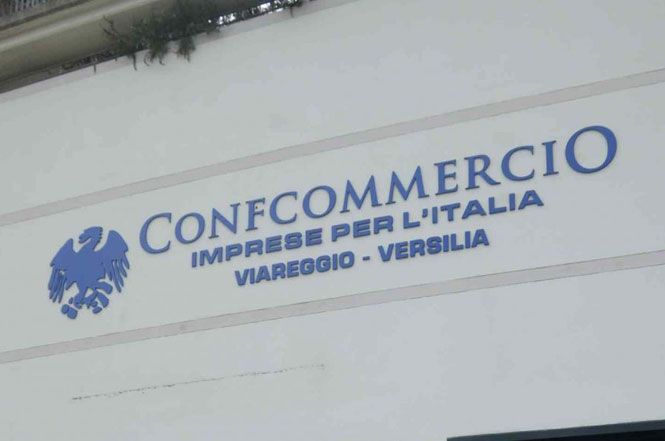 CONFCOMMERCIO
IMPRESE PER L'ITALIA
VIAREGGIO - VERSILIA